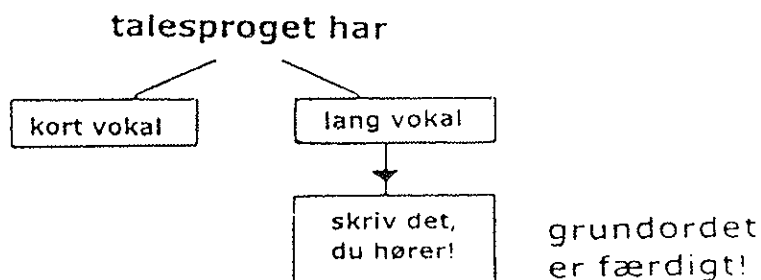 talesproget har
kort vokal
lang vokal
skriv det,
du hører!
grundordet
er færdigt!